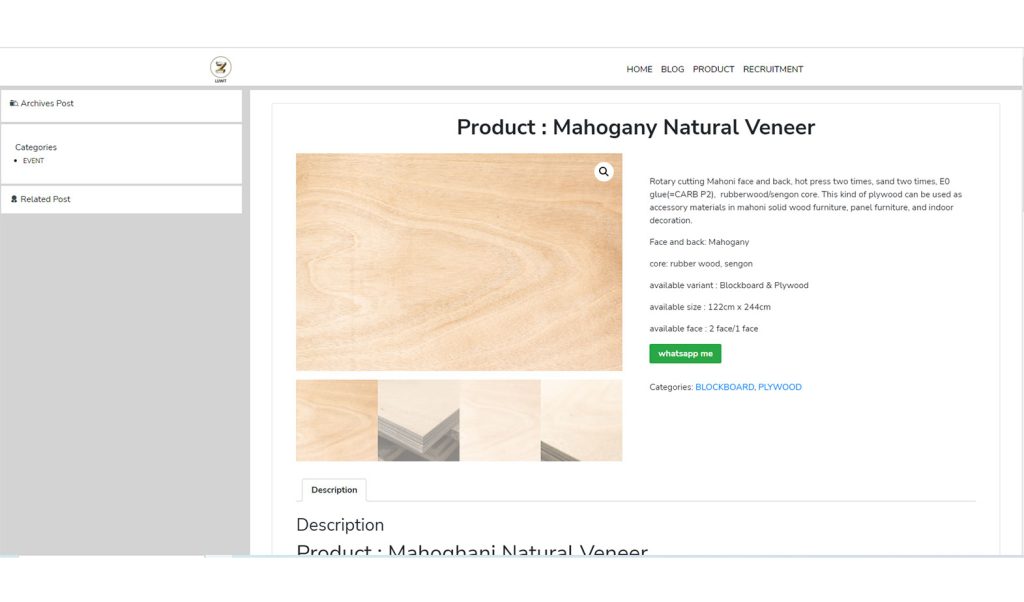 LUWIT
HOME BLOG PRODUCT RECRUITMENT
Archives Post
Categories
EVENT
Related Post
Product : Mahogany Natural Veneer
Rotary cutting Mahoni face and back, hot press two times, sand two times, E0
glue(=CARB P2), rubberwood/sengon core. This kind of plywood can be used as
accessory materials in mahoni solid wood furniture, panel furniture, and indoor
decoration.
Face and back: Mahogany
core: rubber wood, sengon
available variant : Blockboard & Plywood
available size : 122cm x 244cm
available face : 2 face/1 face
whatsapp me
Categories: BLOCKBOARD, PLYWOOD
Description
Description
Product : Mahoghani Natural Veneer